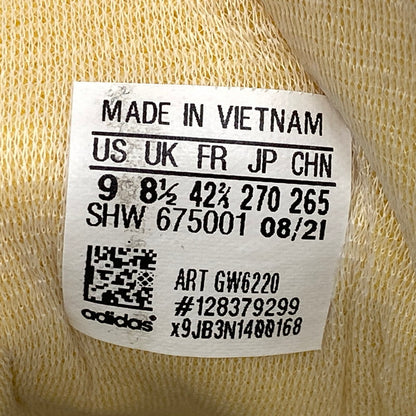 MADE IN VIETNAM
US UK FR JP CHN
9 8½ 42⅔ 270 265
SHW 675001 08/21
ART GW6220
#128379299
x9JB3N1400168
adidas